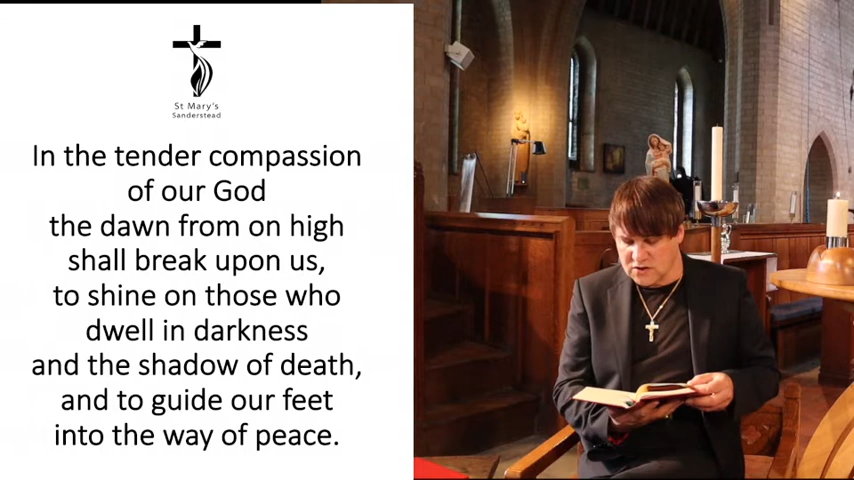 St Mary's
Sanderstead
In the tender compassion
of our God
the dawn from on high
shall break upon us,
to shine on those who
dwell in darkness
and the shadow of death,
and to guide our feet
into the way of peace.